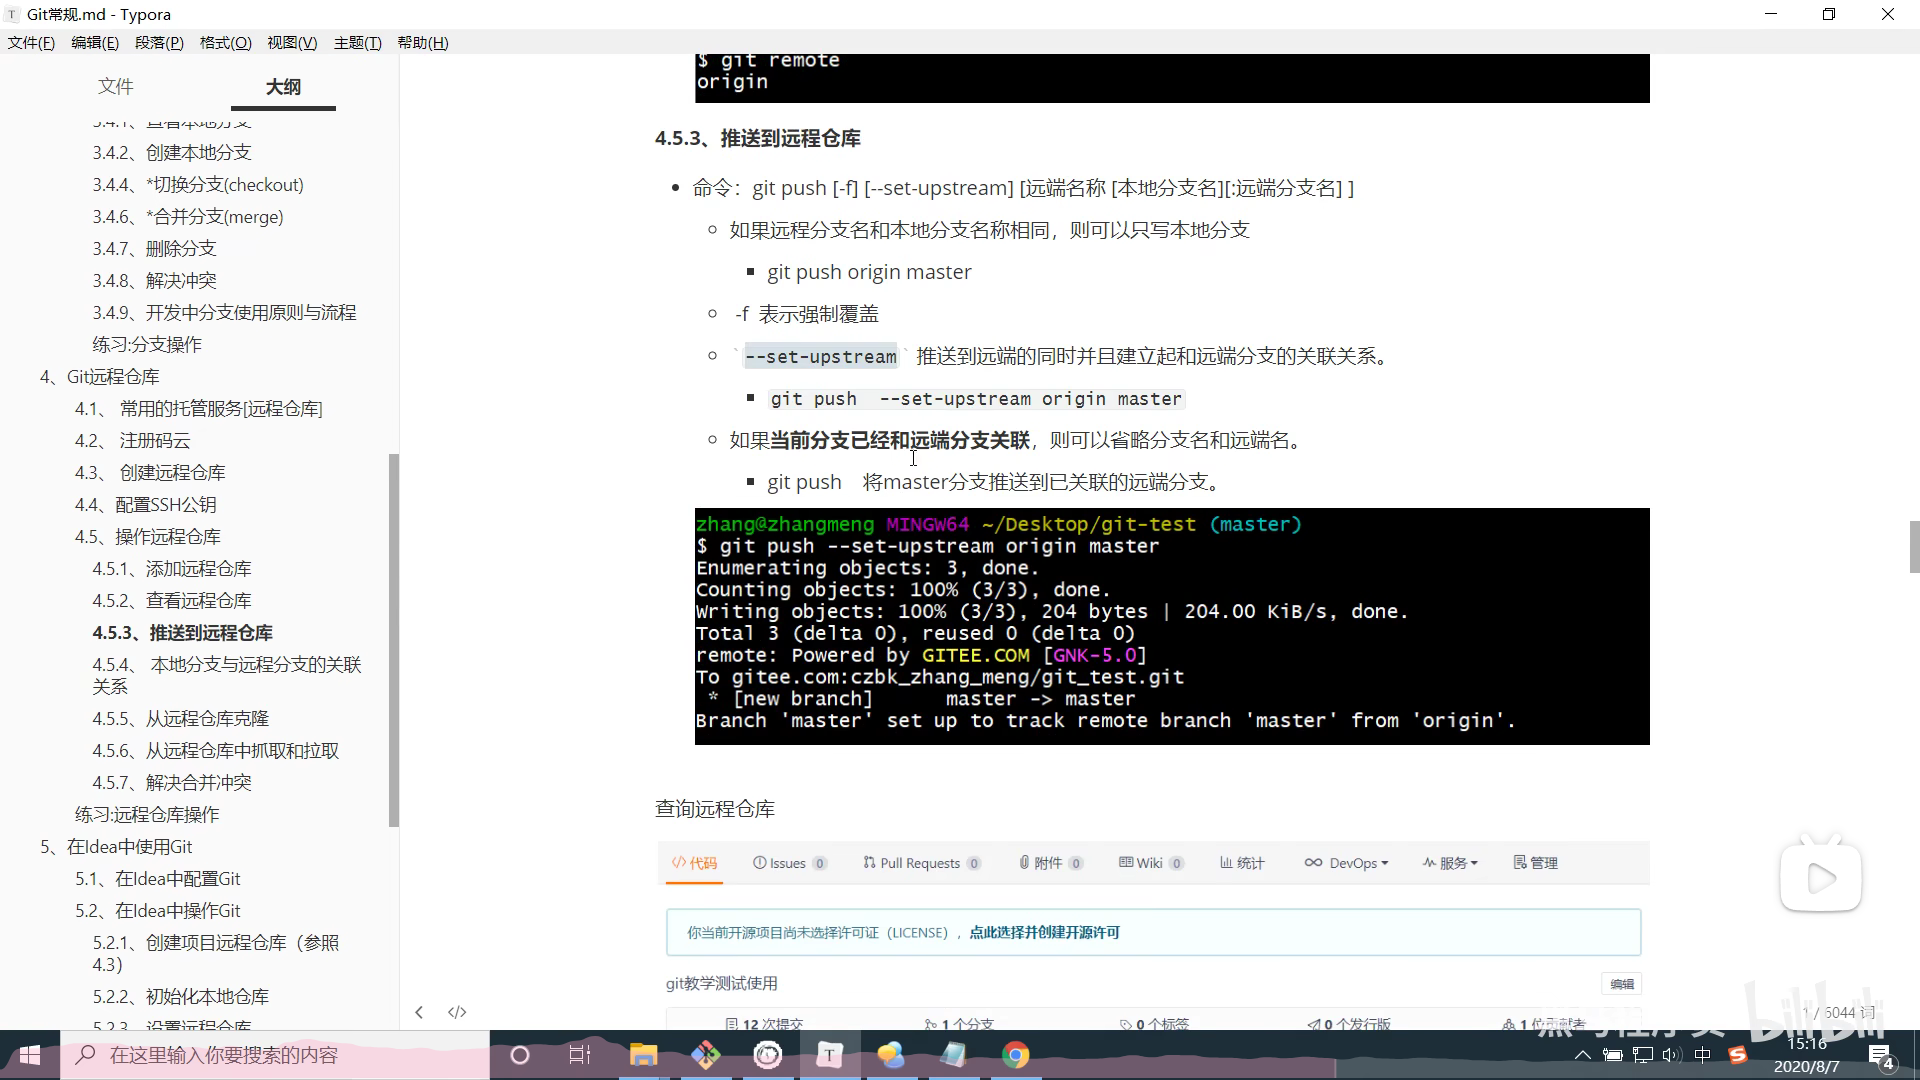 Git常规.md - Typora
文件(F) 编辑(E) 段落(P) 格式(O) 视图(V) 主题(T) 帮助(H)
文件 大纲
3.4.1、查看本地分支
3.4.2、创建本地分支
3.4.4、*切换分支(checkout)
3.4.6、*合并分支(merge)
3.4.7、删除分支
3.4.8、解决冲突
3.4.9、开发中分支使用原则与流程
练习:分支操作
4、Git远程仓库
4.1、 常用的托管服务[远程仓库]
4.2、 注册码云
4.3、 创建远程仓库
4.4、配置SSH公钥
4.5、操作远程仓库
4.5.1、添加远程仓库
4.5.2、查看远程仓库
4.5.3、推送到远程仓库
4.5.4、 本地分支与远程分支的关联
关系
4.5.5、从远程仓库克隆
4.5.6、从远程仓库中抓取和拉取
4.5.7、解决合并冲突
练习:远程仓库操作
5、在Idea中使用Git
5.1、在Idea中配置Git
5.2、在Idea中操作Git
5.2.1、创建项目远程仓库（参照
4.3）
5.2.2、初始化本地仓库
5.2.3、设置远程仓库
$ git remote
origin
4.5.3、推送到远程仓库
命令：git push [-f] [--set-upstream] [远端名称 [本地分支名][:远端分支名] ]
如果远程分支名和本地分支名称相同，则可以只写本地分支
git push origin master
-f 表示强制覆盖
`--set-upstream` 推送到远端的同时并且建立起和远端分支的关联关系。
git push  --set-upstream origin master
如果当前分支已经和远端分支关联，则可以省略分支名和远端名。
git push  将master分支推送到已关联的远端分支。
zhang@zhangmeng MINGW64 ~/Desktop/git-test (master)
$ git push --set-upstream origin master
Enumerating objects: 3, done.
Counting objects: 100% (3/3), done.
Writing objects: 100% (3/3), 204 bytes | 204.00 KiB/s, done.
Total 3 (delta 0), reused 0 (delta 0)
remote: Powered by GITEE.COM [GNK-5.0]
To gitee.com:czbk_zhang_meng/git_test.git
 * [new branch]      master -> master
Branch 'master' set up to track remote branch 'master' from 'origin'.
查询远程仓库
</> 代码 Issues 0 Pull Requests 0 附件 0 Wiki 0 统计 DevOps 服务 管理
你当前开源项目尚未选择许可证（LICENSE），点此选择并创建开源许可
git教学测试使用 编辑
12 次提交 1 个分支 0 个标签 0 个发行版 1 位贡献者
</> 1 / 6044 词
bilibili
在这里输入你要搜索的内容
中
15:16
2020/8/7
4